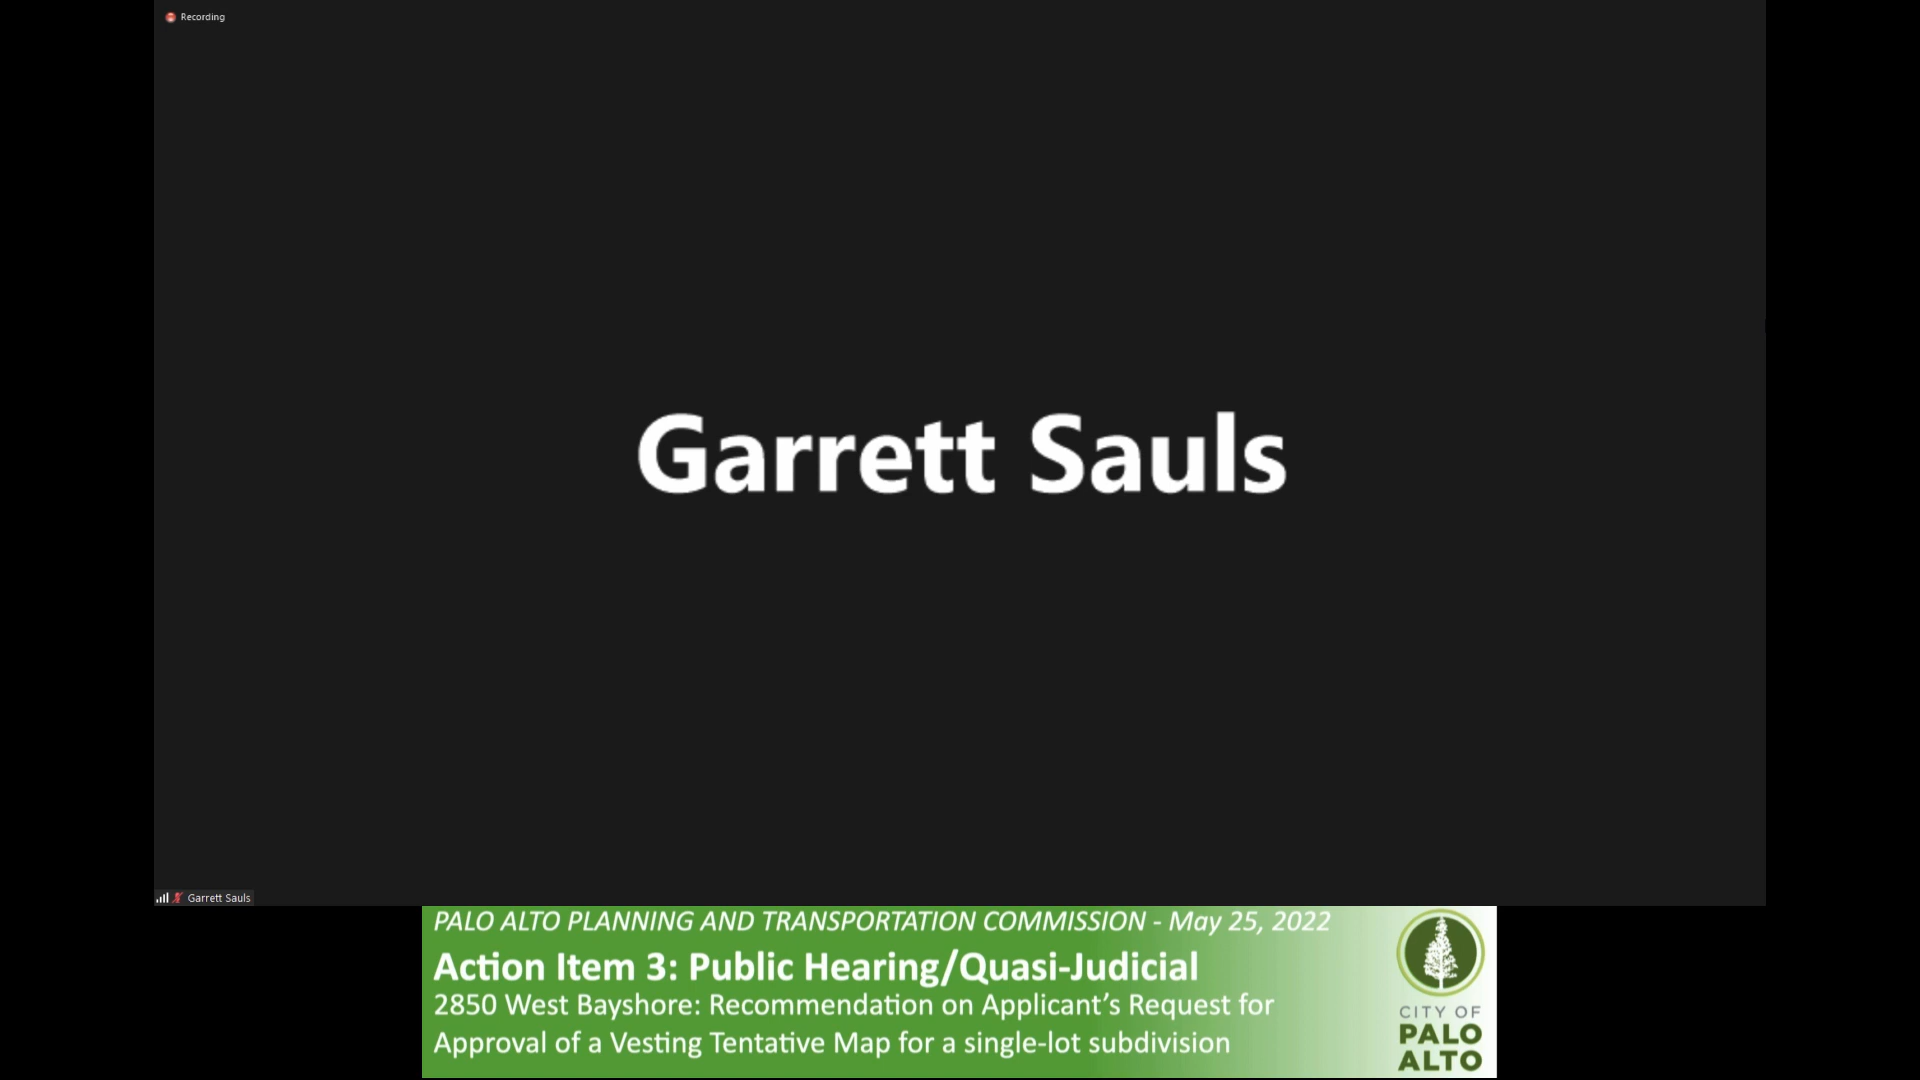 Recording
Garrett Sauls
Garrett Sauls
PALO ALTO PLANNING AND TRANSPORTATION COMMISSION - May 25, 2022
Action Item 3: Public Hearing/Quasi-Judicial
2850 West Bayshore: Recommendation on Applicant’s Request for
Approval of a Vesting Tentative Map for a single-lot subdivision
CITY OF
PALO
ALTO